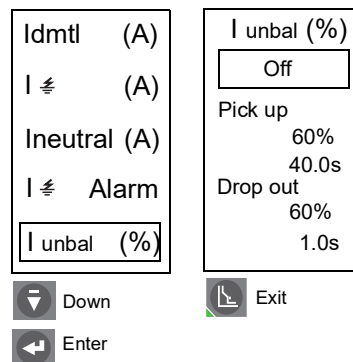 Idmtl (A)
I ⏚ (A)
Ineutral (A)
I ⏚ Alarm
I unbal (%)
Down
Enter
I unbal (%)
Off
Pick up
60%
40.0s
Drop out
60%
1.0s
Exit